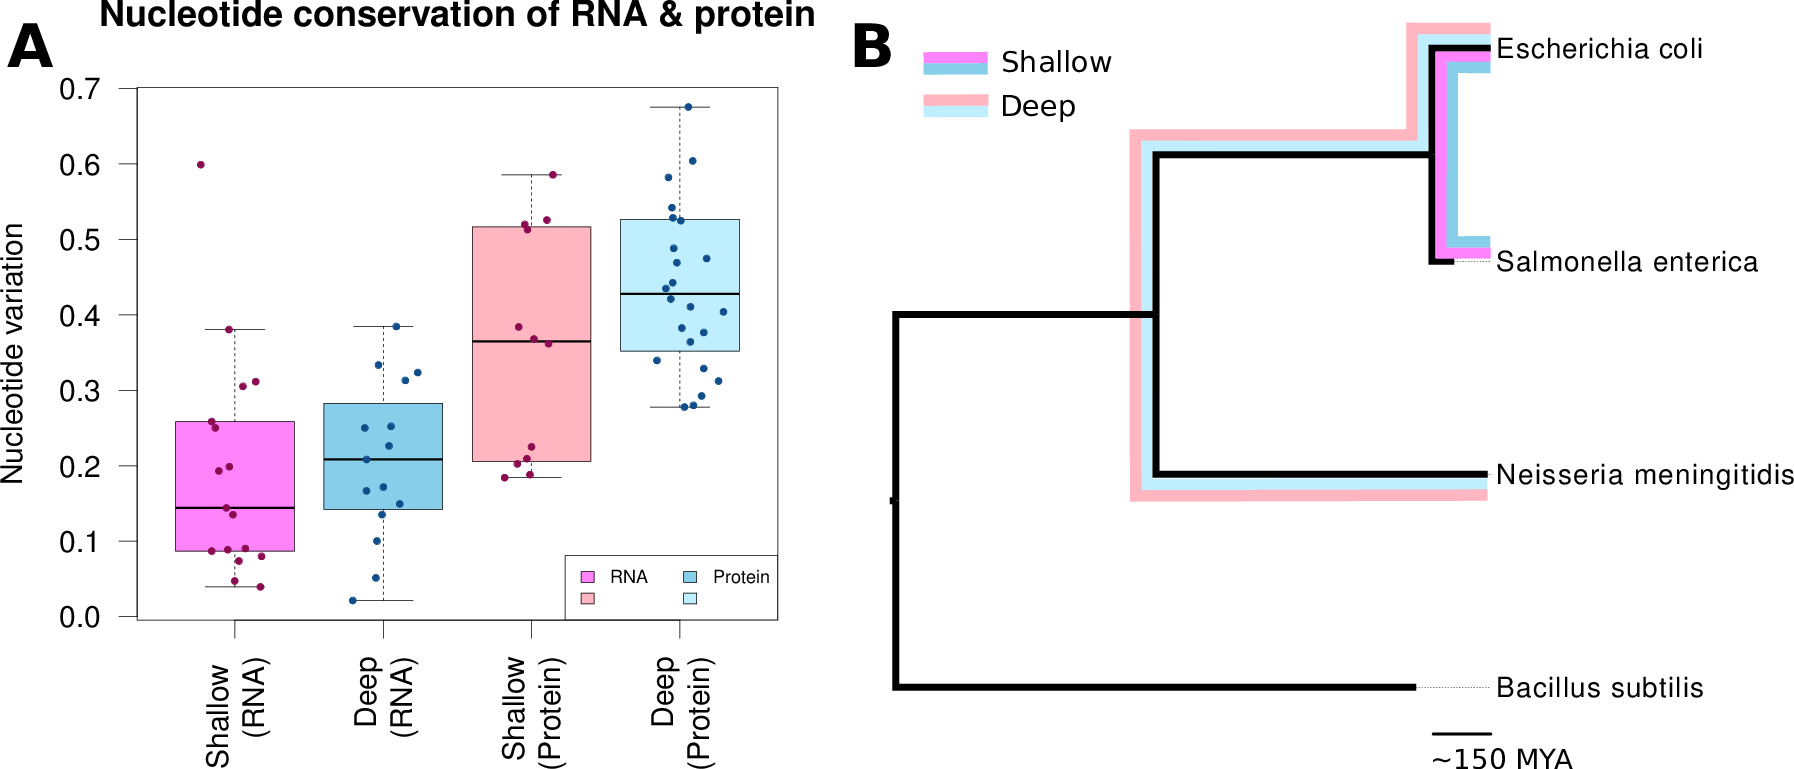 Nucleotide conservation of RNA & protein
A
Nucleotide variation
0.7
0.6
0.5
0.4
0.3
0.2
0.1
0.0
RNA
Protein
Shallow
(RNA)
Deep
(RNA)
Shallow
(Protein)
Deep
(Protein)
B
Shallow
Deep
Escherichia coli
Salmonella enterica
Neisseria meningitidis
Bacillus subtilis
~150 MYA